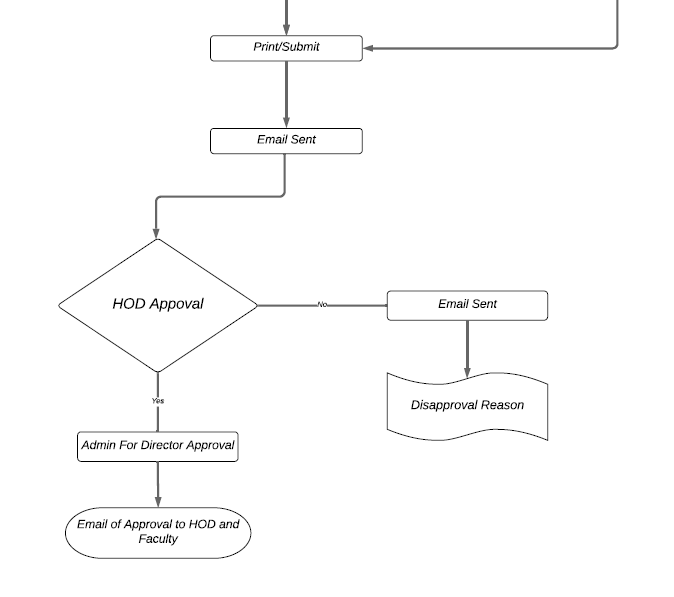 Print/Submit
Email Sent
HOD Appoval
No
Email Sent
Disapproval Reason
Yes
Admin For Director Approval
Email of Approval to HOD and
Faculty